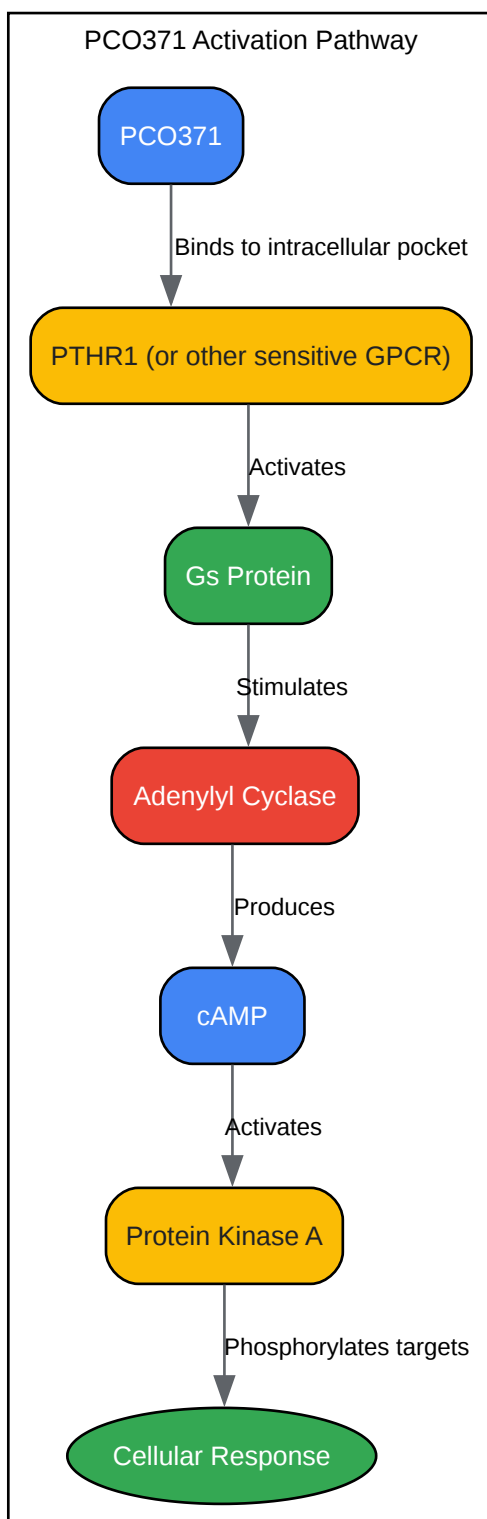 PCO371 Activation Pathway
PCO371
Binds to intracellular pocket
PTHR1 (or other sensitive GPCR)
Activates
Gs Protein
Stimulates
Adenylyl Cyclase
Produces
cAMP
Activates
Protein Kinase A
Phosphorylates targets
Cellular Response